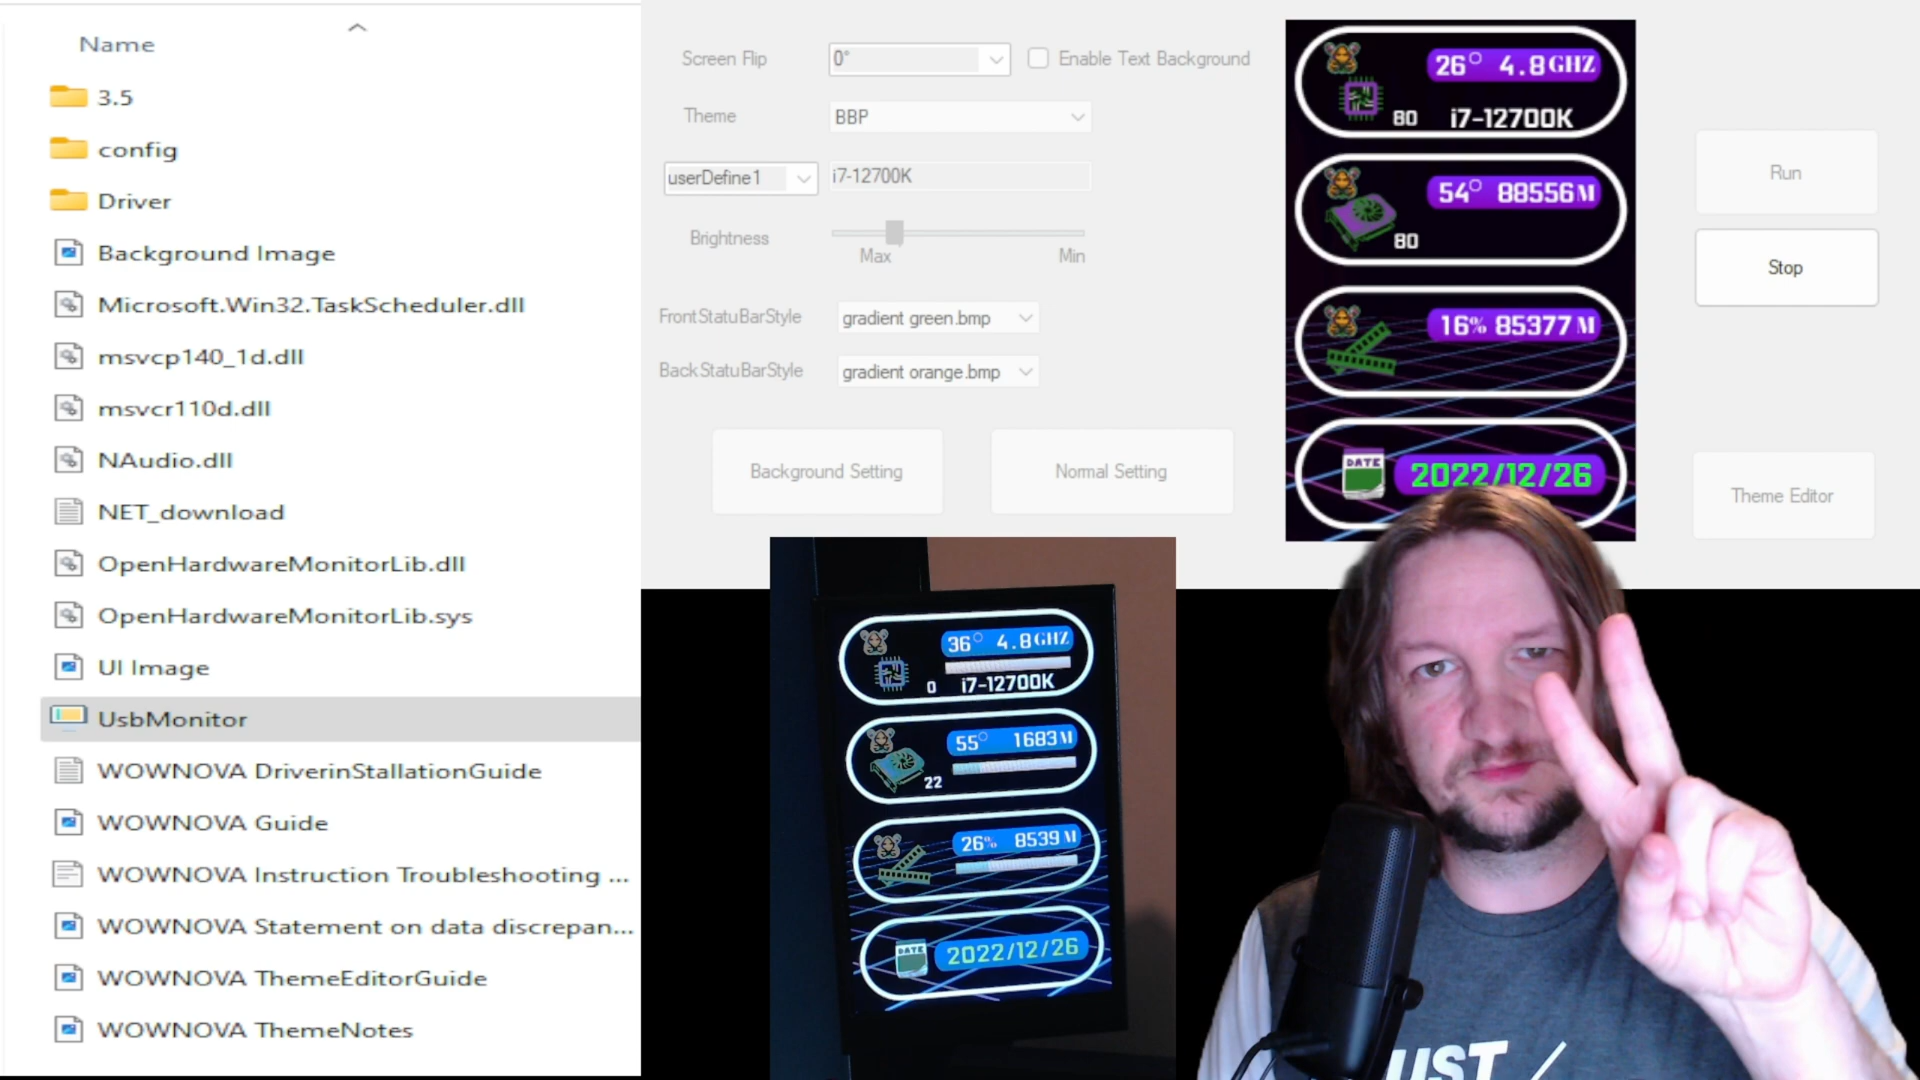 Name
3.5
config
Driver
Background Image
Microsoft.Win32.TaskScheduler.dll
msvcp140_1d.dll
msvcr110d.dll
NAudio.dll
NET_download
OpenHardwareMonitorLib.dll
OpenHardwareMonitorLib.sys
UI Image
UsbMonitor
WOWNOVA DriverinStallationGuide
WOWNOVA Guide
WOWNOVA Instruction Troubleshooting ...
WOWNOVA Statement on data discrepan...
WOWNOVA ThemeEditorGuide
WOWNOVA ThemeNotes
Screen Flip 0° Enable Text Background
Theme BBP
userDefine1 i7-12700K
Brightness
Max Min
FrontStatuBarStyle gradient green.bmp
BackStatuBarStyle gradient orange.bmp
Background Setting Normal Setting
26° 4.8GHZ
80 i7-12700K
54° 88556M
80
16% 85377M
DATE 2022/12/26
Run
Stop
Theme Editor
36° 4.8GHZ
0 i7-12700K
55° 1683M
22
26% 8539M
DATE 2022/12/26
UST